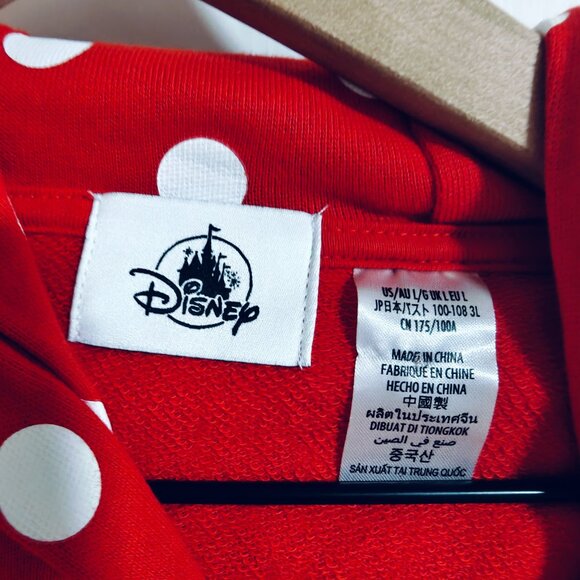 Disney
US/AU L/G UK L EU L
JP日本/バスト 100-108 3L
CN 175/100A
MADE IN CHINA
FABRIQUÉ EN CHINE
HECHO EN CHINA
中國製
ผลิตในประเทศจีน
DIBUAT DI TIONGKOK
صنع في الصين
중국산
SẢN XUẤT TẠI TRUNG QUỐC